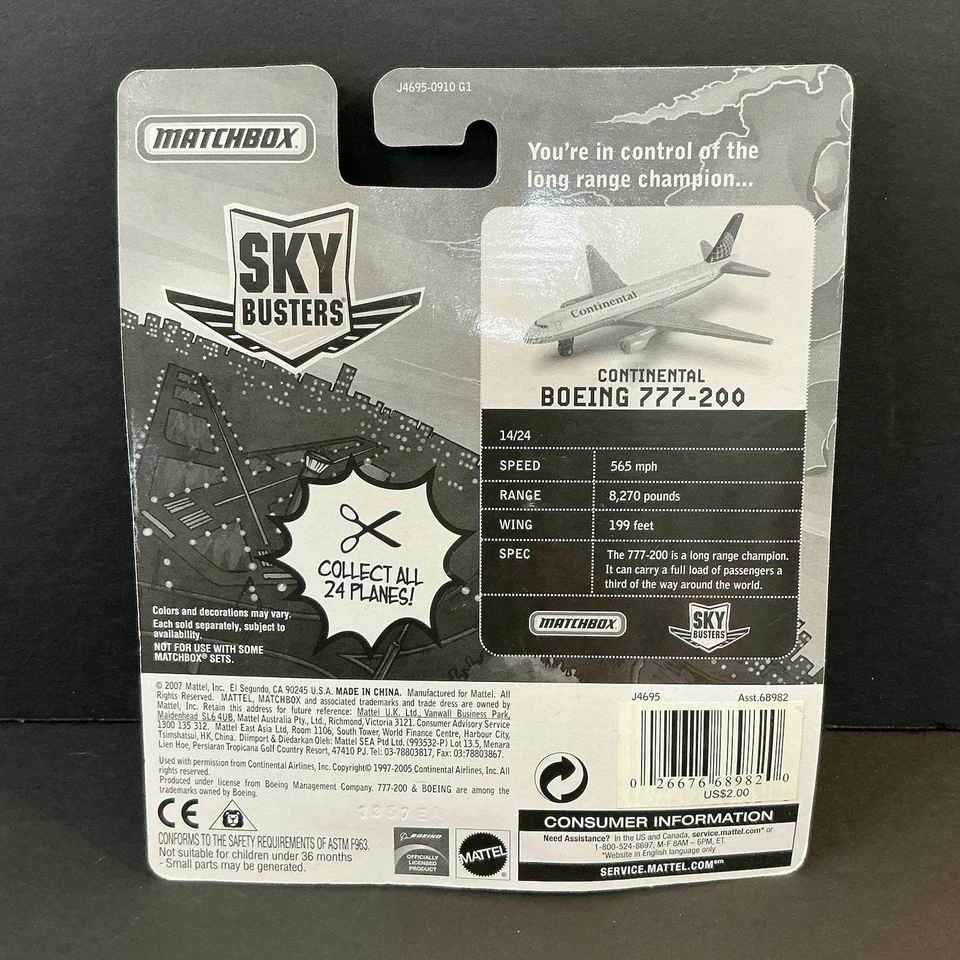 J4695-0910 G1
MATCHBOX®
You're in control of the
long range champion...
SKY
BUSTERS®
Continental
CONTINENTAL
BOEING 777-200
14/24
SPEED 565 mph
RANGE 8,270 pounds
WING 199 feet
SPEC The 777-200 is a long range champion.
It can carry a full load of passengers a
third of the way around the world.
MATCHBOX
SKY
BUSTERS
COLLECT ALL
24 PLANES!
Colors and decorations may vary.
Each sold separately, subject to
availability.
NOT FOR USE WITH SOME
MATCHBOX® SETS.
© 2007 Mattel, Inc. El Segundo, CA 90245 U.S.A. MADE IN CHINA. Manufactured for Mattel. All
Rights Reserved. MATTEL, MATCHBOX and associated trademarks and trade dress are owned by
Mattel, Inc. Retain this address for future reference: Mattel U.K. Ltd., Vanwall Business Park,
Maidenhead SL6 4UB. Mattel Australia Pty., Ltd., Richmond, Victoria 3121. Consumer Advisory Service
1300 135 312. Mattel East Asia Ltd, Room 1106, South Tower, World Finance Centre, Harbour City,
Tsimshatsui, HK, China. Diimport & Diedarkan Oleh: Mattel SEA Ptd Ltd. (993532-P) Lot 13.5, Menara
Lien Hoe, Persiaran Tropicana Golf Country Resort, 47410 PJ. Tel: 03-78803817, Fax: 03-78803867.
Used with permission from Continental Airlines, Inc. Copyright© 1997-2005 Continental Airlines, Inc. All
rights reserved.
Produced under license from Boeing Management Company. 777-200 & BOEING are among the
trademarks owned by Boeing.
CE
CONFORMS TO THE SAFETY REQUIREMENTS OF ASTM F963.
Not suitable for children under 36 months
- Small parts may be generated.
BOEING
OFFICIALLY
LICENSED
PRODUCT
MATTEL
J4695 Asst.68982
0 26676 68982 0
US$2.00
CONSUMER INFORMATION
Need Assistance? In the US and Canada, service.mattel.com* or
1-800-524-8697, M-F 8AM – 6PM, ET.
*Website in English language only
SERVICE.MATTEL.COM℠